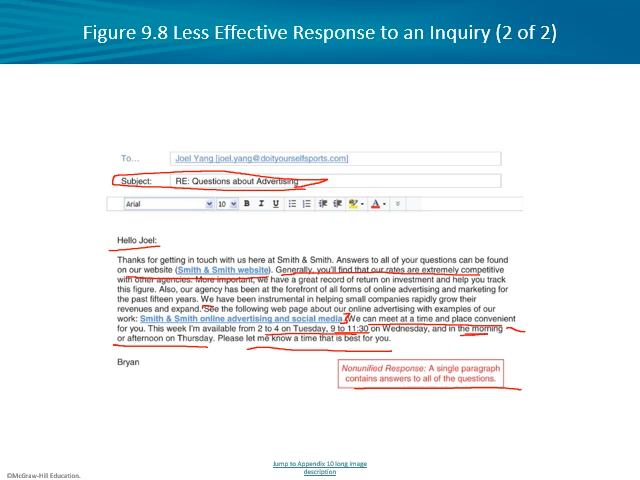 Figure 9.8 Less Effective Response to an Inquiry (2 of 2)
To... Joel Yang [joel.yang@doityourselfsports.com]
Subject: RE: Questions about Advertising
Arial 10 B I U A
Hello Joel:
Thanks for getting in touch with us here at Smith & Smith. Answers to all of your questions can be found
on our website (Smith & Smith website). Generally, you'll find that our rates are extremely competitive
with other agencies. More important, we have a great record of return on investment and help you track
this figure. Also, our agency has been at the forefront of all forms of online advertising and marketing for
the past fifteen years. We have been instrumental in helping small companies rapidly grow their
revenues and expand. See the following web page about our online advertising with examples of our
work: Smith & Smith online advertising and social media. We can meet at a time and place convenient
for you. This week I'm available from 2 to 4 on Tuesday, 9 to 11:30 on Wednesday, and in the morning
or afternoon on Thursday. Please let me know a time that is best for you.
Bryan
Nonunified Response: A single paragraph
contains answers to all of the questions.
Jump to Appendix 10 long image
description
©McGraw-Hill Education.